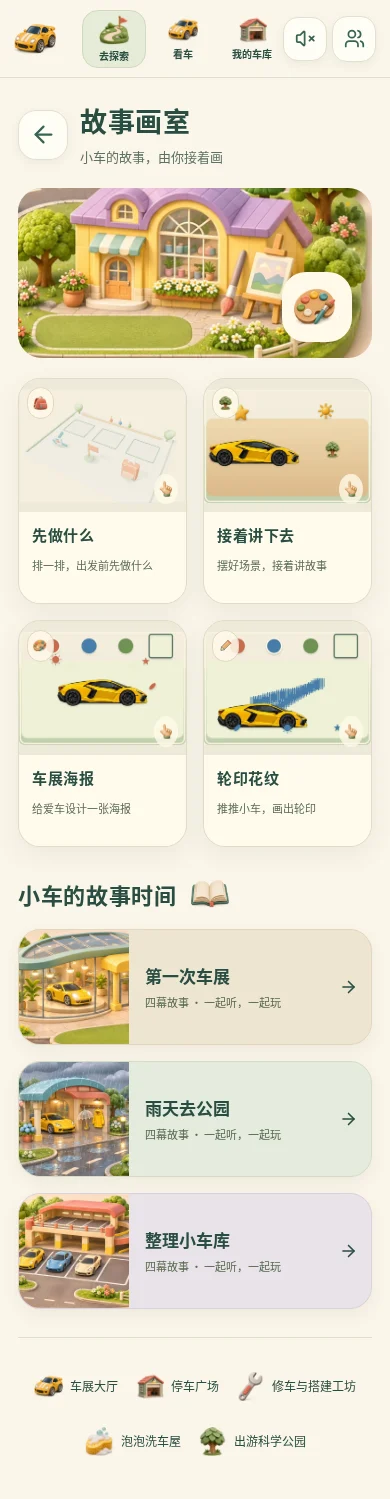 去探索
看车
我的车库
故事画室
小车的故事，由你接着画
先做什么
排一排，出发前先做什么
接着讲下去
摆好场景，接着讲故事
车展海报
给爱车设计一张海报
轮印花纹
推推小车，画出轮印
小车的故事时间
第一次车展
四幕故事 · 一起听，一起玩
雨天去公园
四幕故事 · 一起听，一起玩
整理小车库
四幕故事 · 一起听，一起玩
车展大厅
停车广场
修车与搭建工坊
泡泡洗车屋
出游科学公园